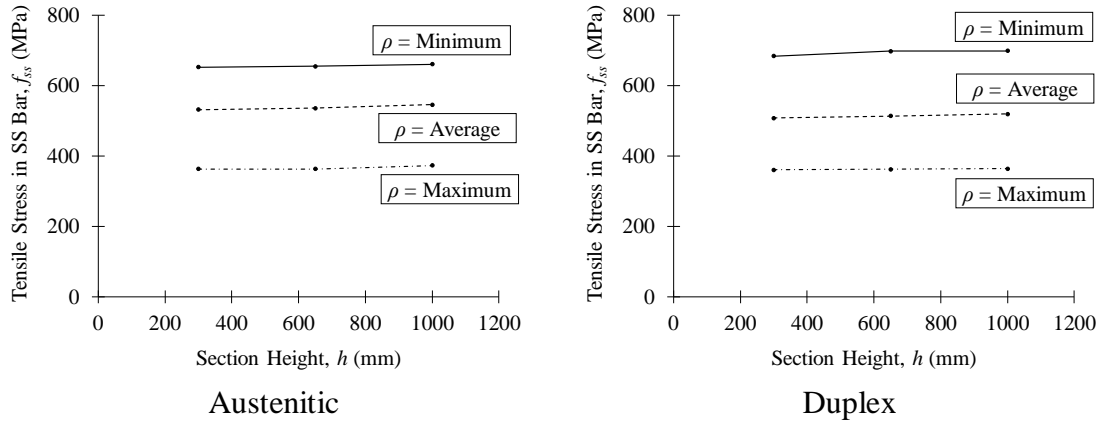 Tensile Stress in SS Bar, fss (MPa)
800
600
400
200
0
ρ = Minimum
ρ = Average
ρ = Maximum
0 200 400 600 800 1000 1200
Section Height, h (mm)
Austenitic
Tensile Stress in SS Bar, fss (MPa)
800
600
400
200
0
ρ = Minimum
ρ = Average
ρ = Maximum
0 200 400 600 800 1000 1200
Section Height, h (mm)
Duplex